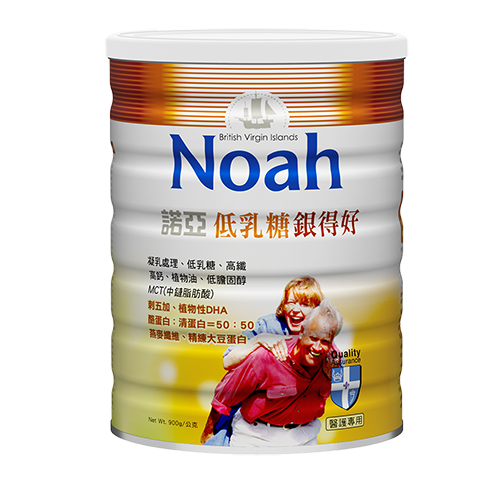 British Virgin Islands
Noah
諾亞 低乳糖銀得好
凝乳處理、低乳糖、高纖
高鈣、植物油、低膽固醇
MCT(中鏈脂肪酸)
刺五加、植物性DHA
酪蛋白：清蛋白=50：50
燕麥纖維、精練大豆蛋白
Quality
Assurance
Net Wt. 900g/公克
醫護專用